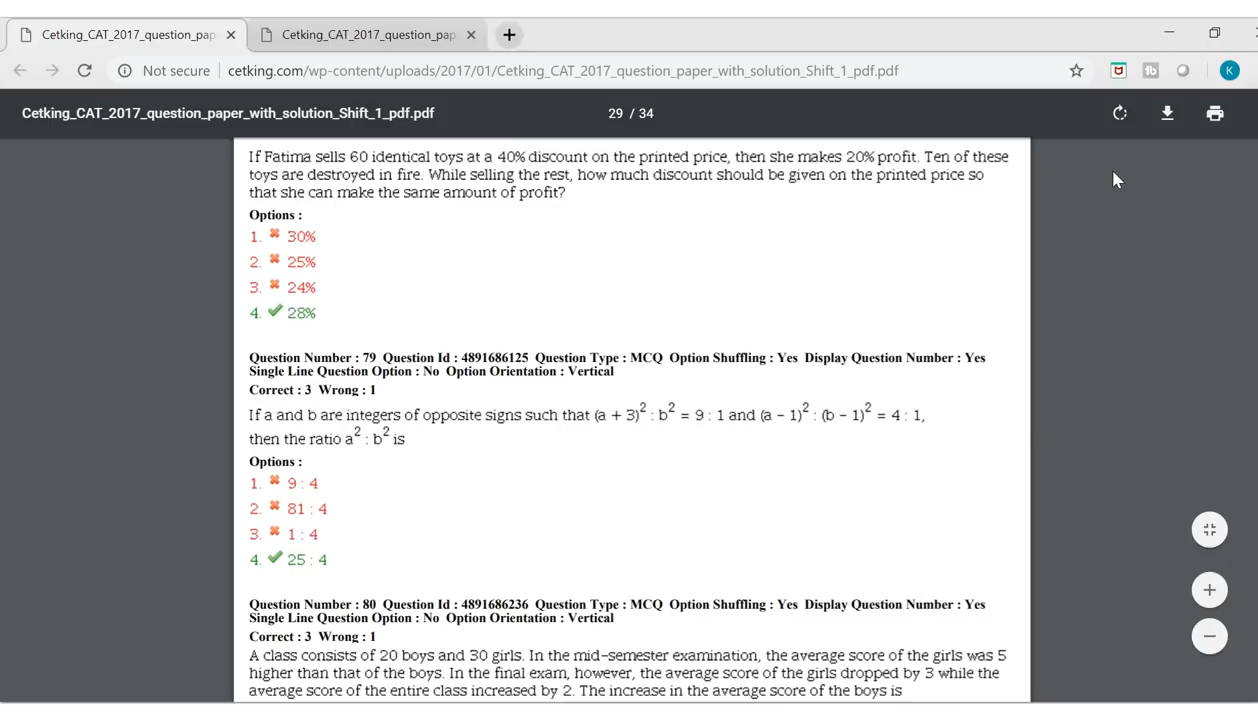 Cetking_CAT_2017_question_pap
Cetking_CAT_2017_question_pap
Not secure
cetking.com/wp-content/uploads/2017/01/Cetking_CAT_2017_question_paper_with_solution_Shift_1_pdf.pdf
tb
K
Cetking_CAT_2017_question_paper_with_solution_Shift_1_pdf.pdf
29 / 34
If Fatima sells 60 identical toys at a 40% discount on the printed price, then she makes 20% profit. Ten of these
toys are destroyed in fire. While selling the rest, how much discount should be given on the printed price so
that she can make the same amount of profit?
Options :
1. 30%
2. 25%
3. 24%
4. 28%
Question Number : 79 Question Id : 4891686125 Question Type : MCQ Option Shuffling : Yes Display Question Number : Yes
Single Line Question Option : No Option Orientation : Vertical
Correct : 3 Wrong : 1
If a and b are integers of opposite signs such that (a + 3)² : b² = 9 : 1 and (a - 1)² : (b - 1)² = 4 : 1,
then the ratio a² : b² is
Options :
1. 9 : 4
2. 81 : 4
3. 1 : 4
4. 25 : 4
Question Number : 80 Question Id : 4891686236 Question Type : MCQ Option Shuffling : Yes Display Question Number : Yes
Single Line Question Option : No Option Orientation : Vertical
Correct : 3 Wrong : 1
A class consists of 20 boys and 30 girls. In the mid-semester examination, the average score of the girls was 5
higher than that of the boys. In the final exam, however, the average score of the girls dropped by 3 while the
average score of the entire class increased by 2. The increase in the average score of the boys is